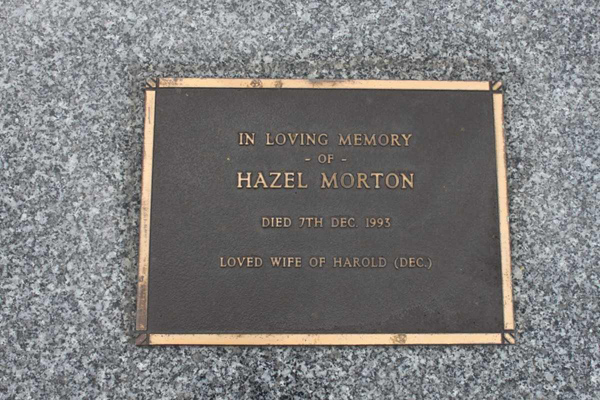 IN LOVING MEMORY
- OF -
HAZEL MORTON
DIED 7TH DEC. 1993
LOVED WIFE OF HAROLD (DEC.)